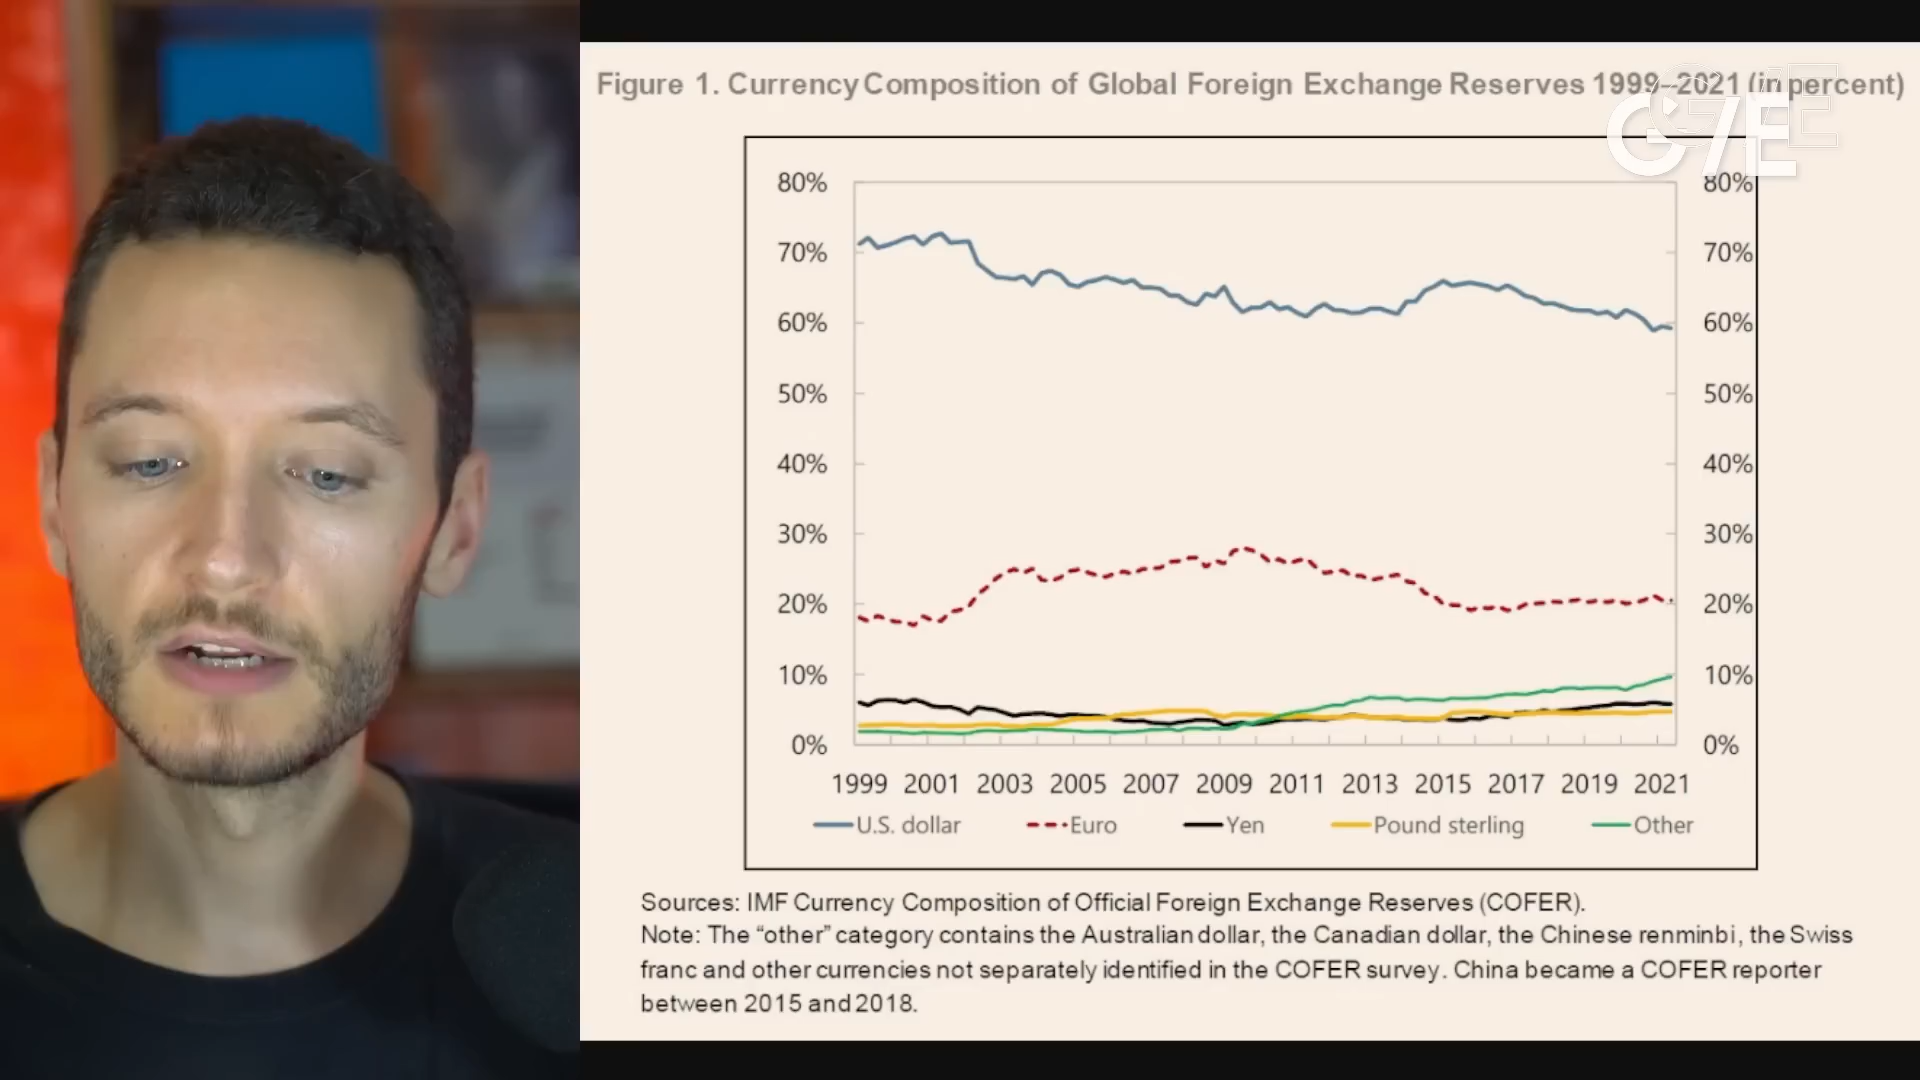 Figure 1. Currency Composition of Global Foreign Exchange Reserves 1999–2021 (in percent)
G7E
80% 80%
70% 70%
60% 60%
50% 50%
40% 40%
30% 30%
20% 20%
10% 10%
0% 0%
1999 2001 2003 2005 2007 2009 2011 2013 2015 2017 2019 2021
U.S. dollar Euro Yen Pound sterling Other
Sources: IMF Currency Composition of Official Foreign Exchange Reserves (COFER).
Note: The “other” category contains the Australian dollar, the Canadian dollar, the Chinese renminbi, the Swiss
franc and other currencies not separately identified in the COFER survey. China became a COFER reporter
between 2015 and 2018.